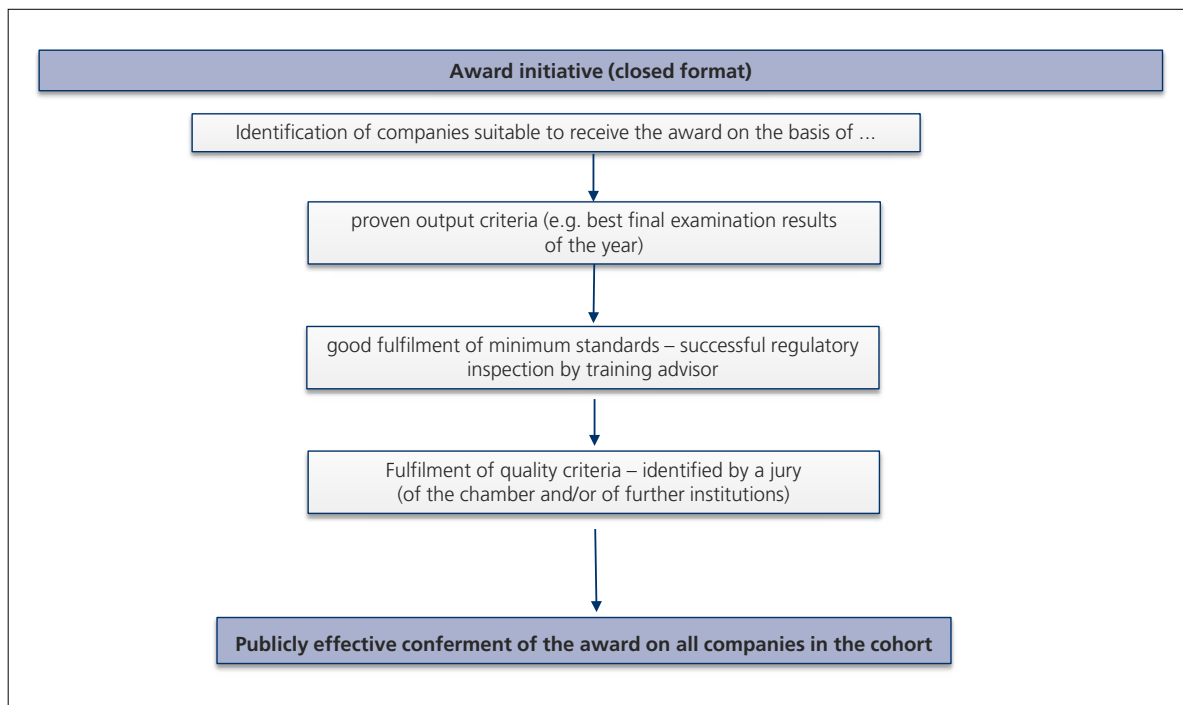 Award initiative (closed format)
Identification of companies suitable to receive the award on the basis of ...
proven output criteria (e.g. best final examination results
of the year)
good fulfilment of minimum standards – successful regulatory
inspection by training advisor
Fulfilment of quality criteria – identified by a jury
(of the chamber and/or of further institutions)
Publicly effective conferment of the award on all companies in the cohort